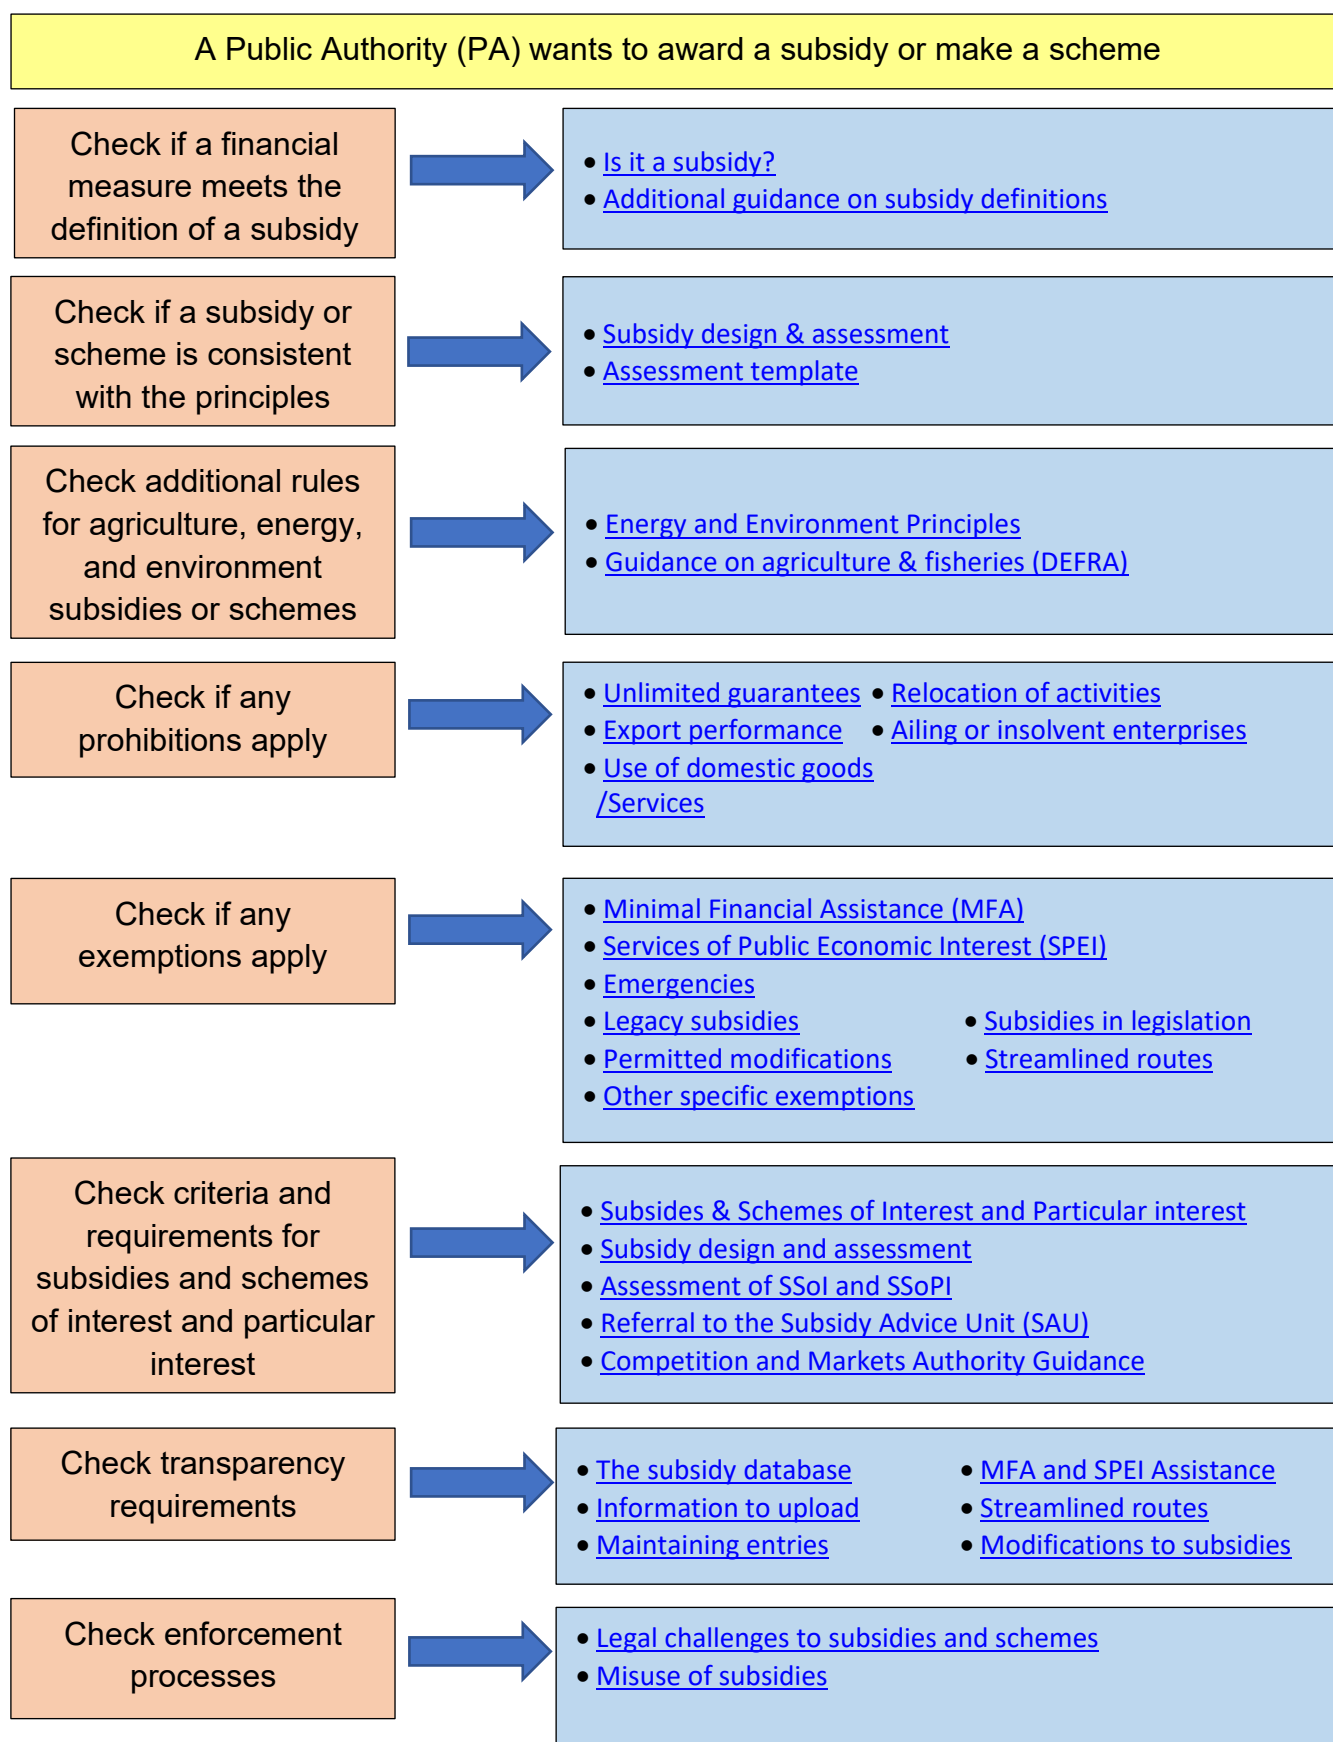 A Public Authority (PA) wants to award a subsidy or make a scheme
Check if a financial
measure meets the
definition of a subsidy
• Is it a subsidy?
• Additional guidance on subsidy definitions
Check if a subsidy or
scheme is consistent
with the principles
• Subsidy design & assessment
• Assessment template
Check additional rules
for agriculture, energy,
and environment
subsidies or schemes
• Energy and Environment Principles
• Guidance on agriculture & fisheries (DEFRA)
Check if any
prohibitions apply
• Unlimited guarantees • Relocation of activities
• Export performance • Ailing or insolvent enterprises
• Use of domestic goods
/Services
Check if any
exemptions apply
• Minimal Financial Assistance (MFA)
• Services of Public Economic Interest (SPEI)
• Emergencies
• Legacy subsidies • Subsidies in legislation
• Permitted modifications • Streamlined routes
• Other specific exemptions
Check criteria and
requirements for
subsidies and schemes
of interest and particular
interest
• Subsides & Schemes of Interest and Particular interest
• Subsidy design and assessment
• Assessment of SSoI and SSoPI
• Referral to the Subsidy Advice Unit (SAU)
• Competition and Markets Authority Guidance
Check transparency
requirements
• The subsidy database • MFA and SPEI Assistance
• Information to upload • Streamlined routes
• Maintaining entries • Modifications to subsidies
Check enforcement
processes
• Legal challenges to subsidies and schemes
• Misuse of subsidies